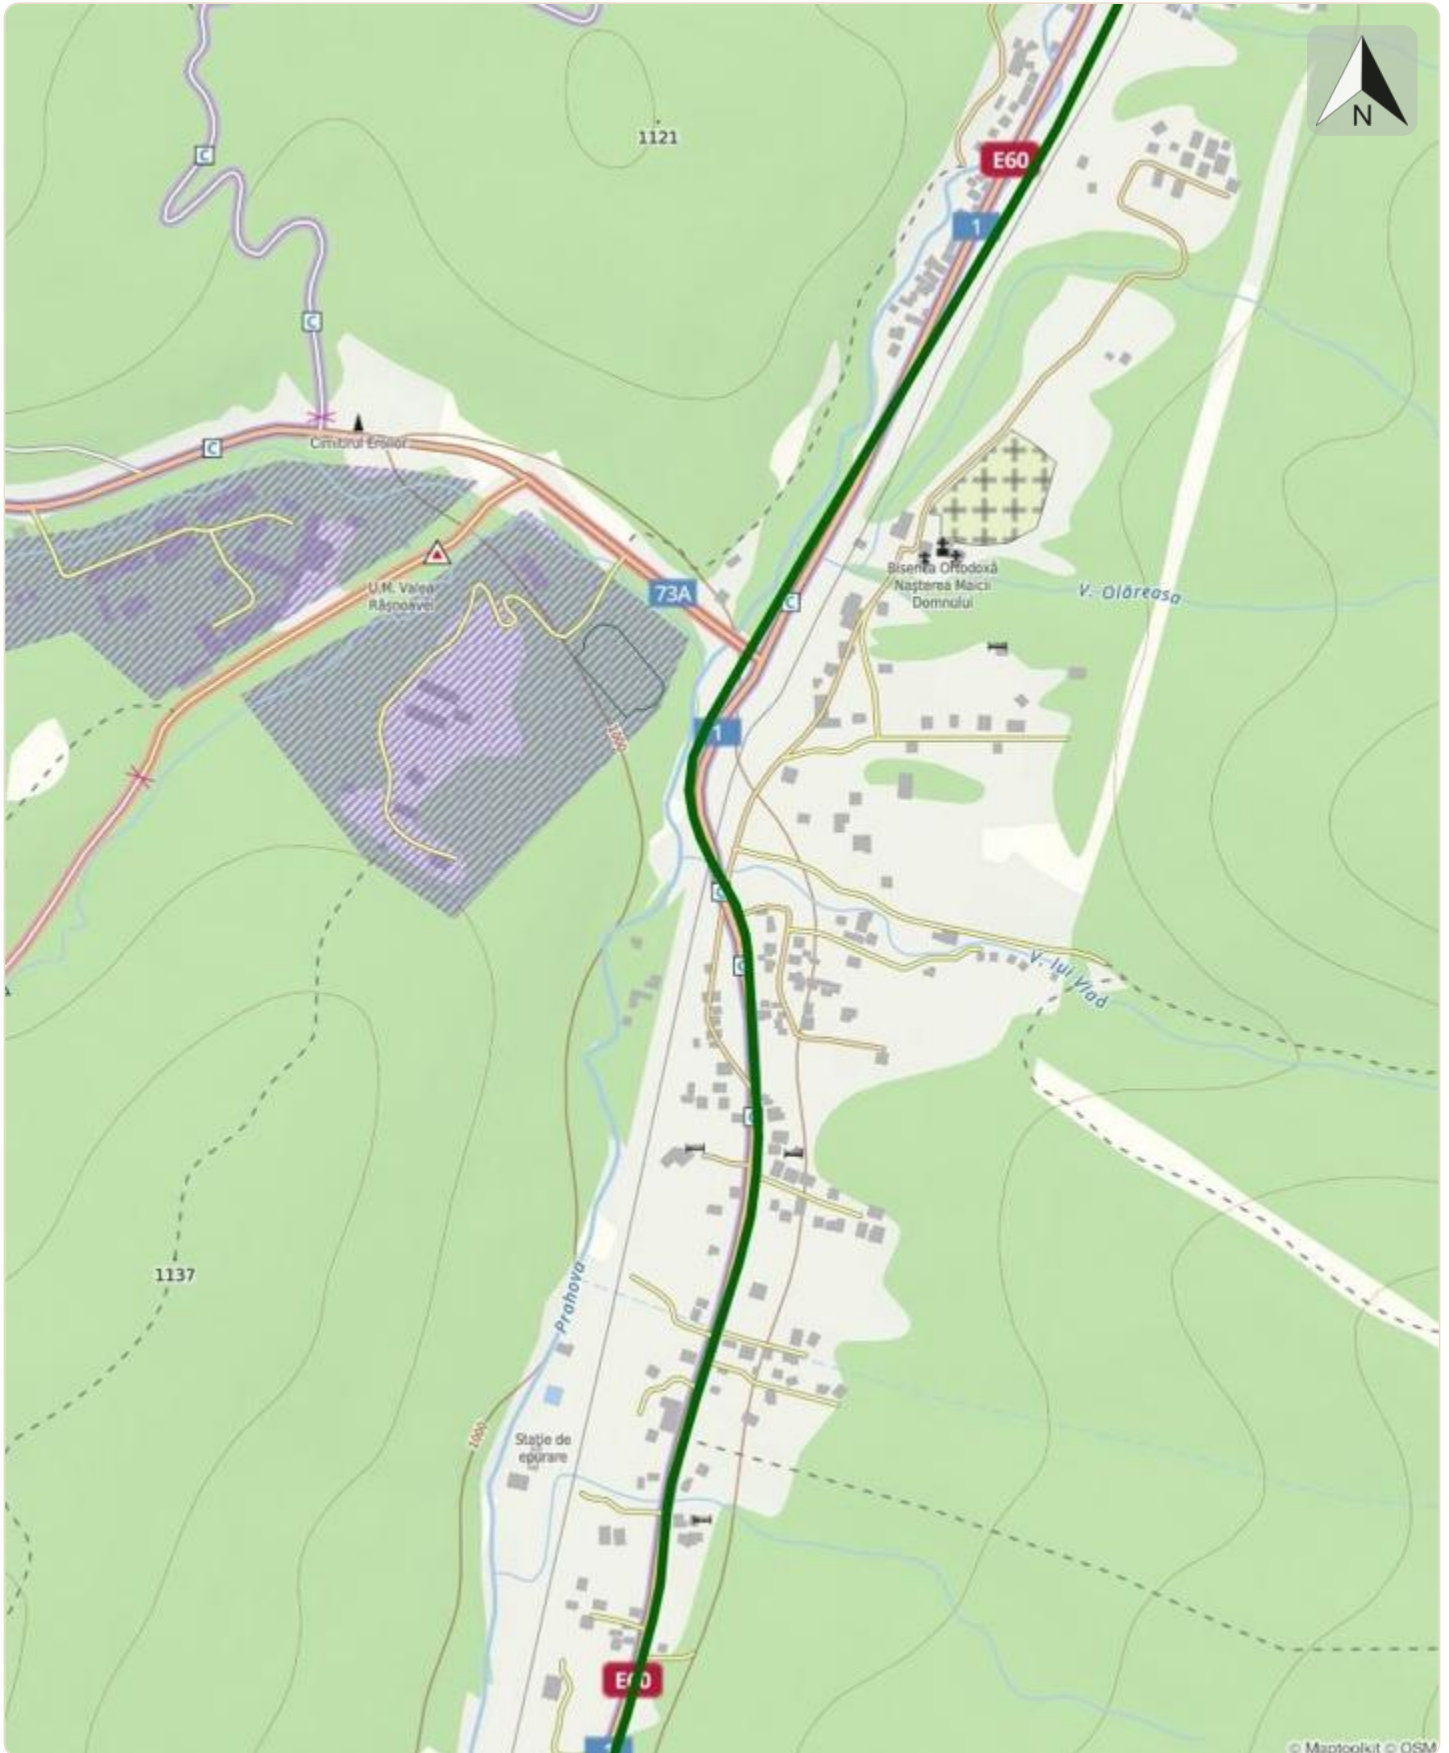 N
1121
E60
1
C
C
C
Cimitirul Eroilor
U.M. Valea
Râșnoavei
73A
C
Biserica Ortodoxă
Nașterea Maicii
Domnului
V. Olăreasa
1
1000
C
C
V. lui Vlad
C
1137
Prahova
1000
Stație de
epurare
E60
© Maptoolkit © OSM